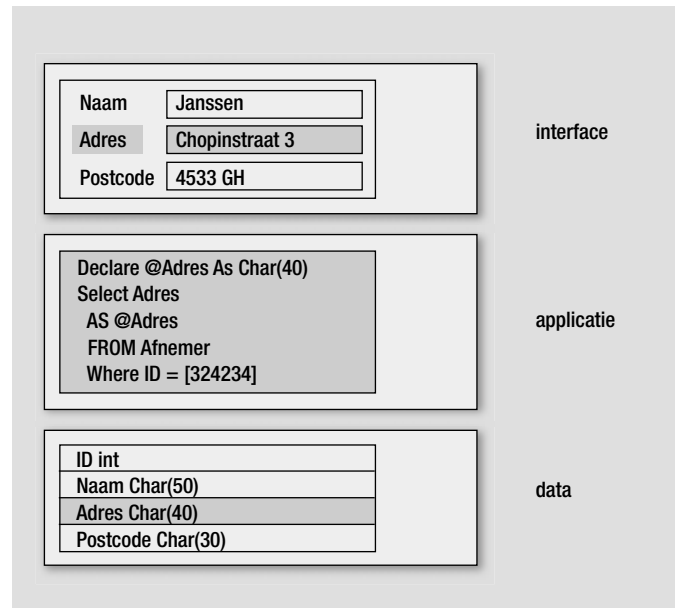 Naam Janssen
Adres Chopinstraat 3
Postcode 4533 GH
interface
Declare @Adres As Char(40)
Select Adres
AS @Adres
FROM Afnemer
Where ID = [324234]
applicatie
ID int
Naam Char(50)
Adres Char(40)
Postcode Char(30)
data